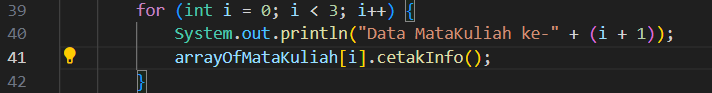 39 for (int i = 0; i < 3; i++) {
40 System.out.println("Data MataKuliah ke-" + (i + 1));
41 arrayOfMataKuliah[i].cetakInfo();
42 }